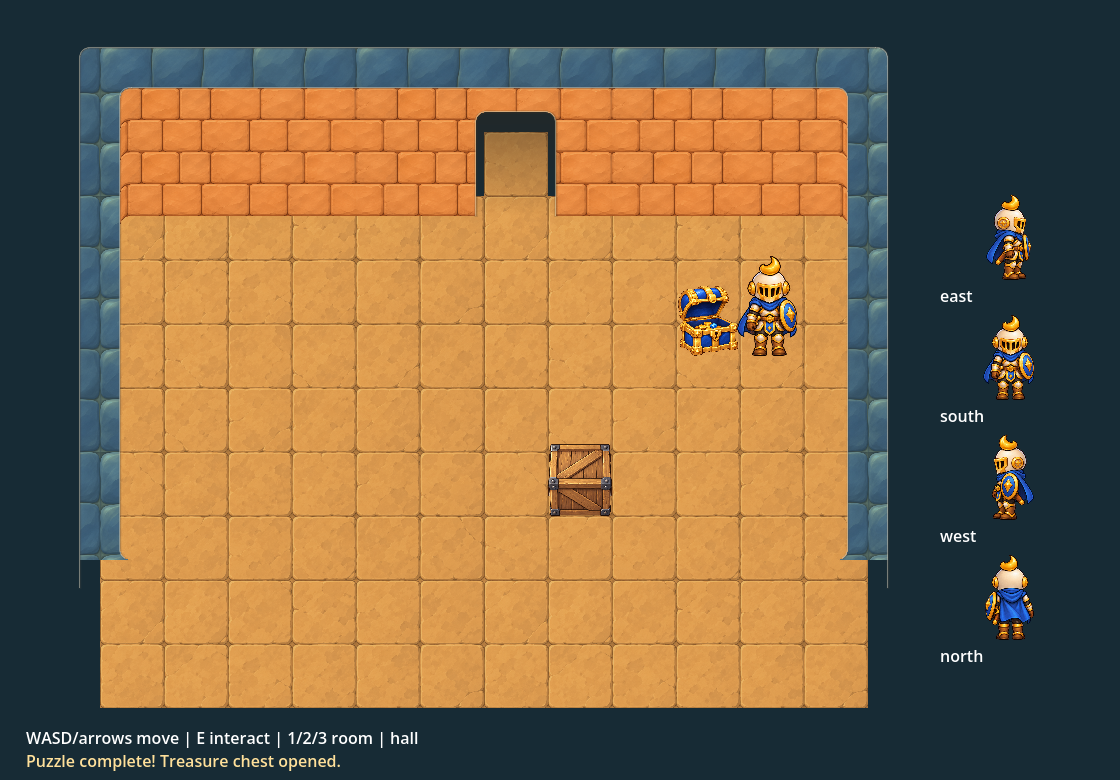 east
south
west
north
WASD/arrows move | E interact | 1/2/3 room | hall
Puzzle complete! Treasure chest opened.